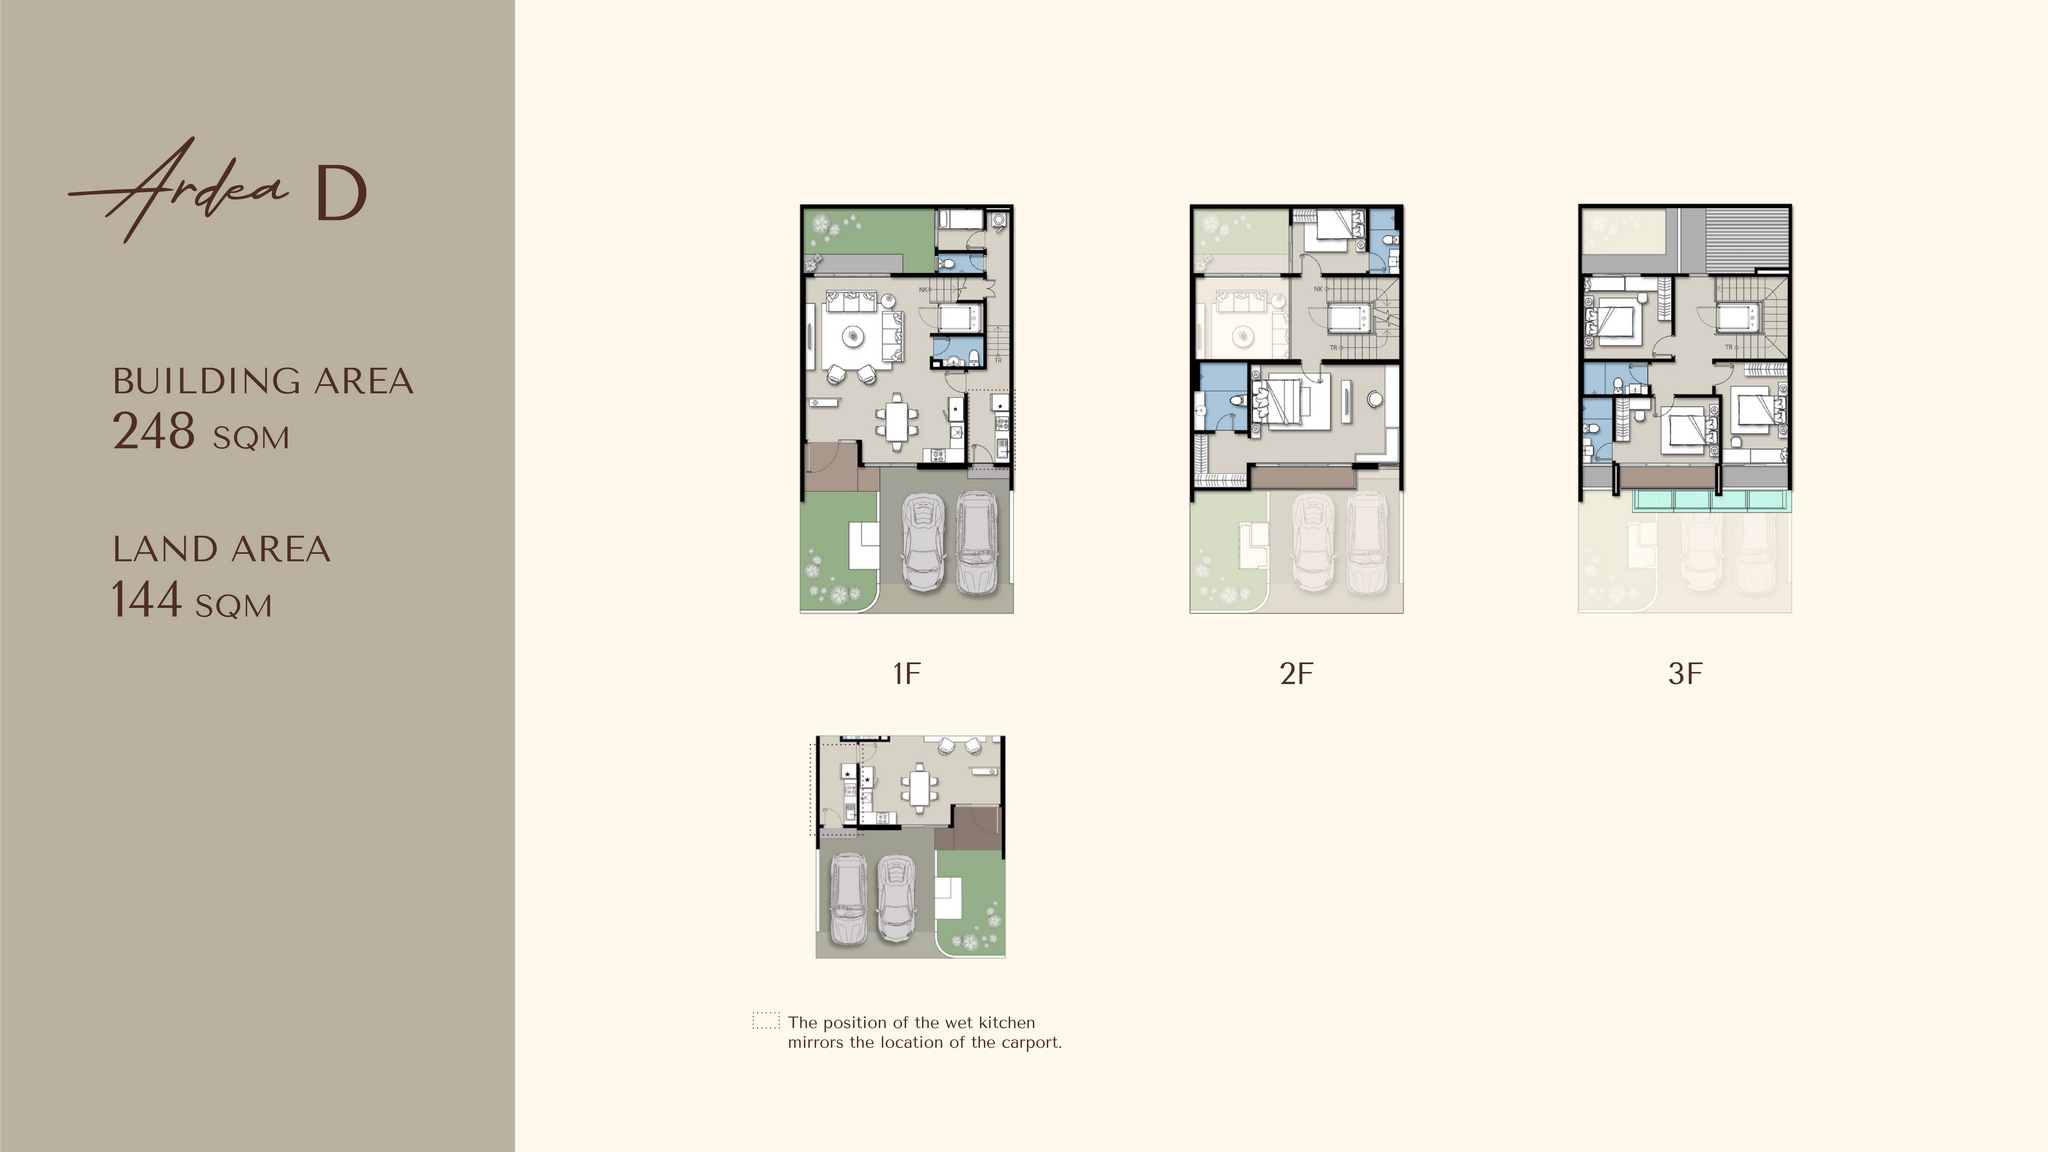 Ardea D
BUILDING AREA
248 SQM
LAND AREA
144 SQM
NK
TR
1F
NK
TR
2F
TR
3F
The position of the wet kitchen
mirrors the location of the carport.